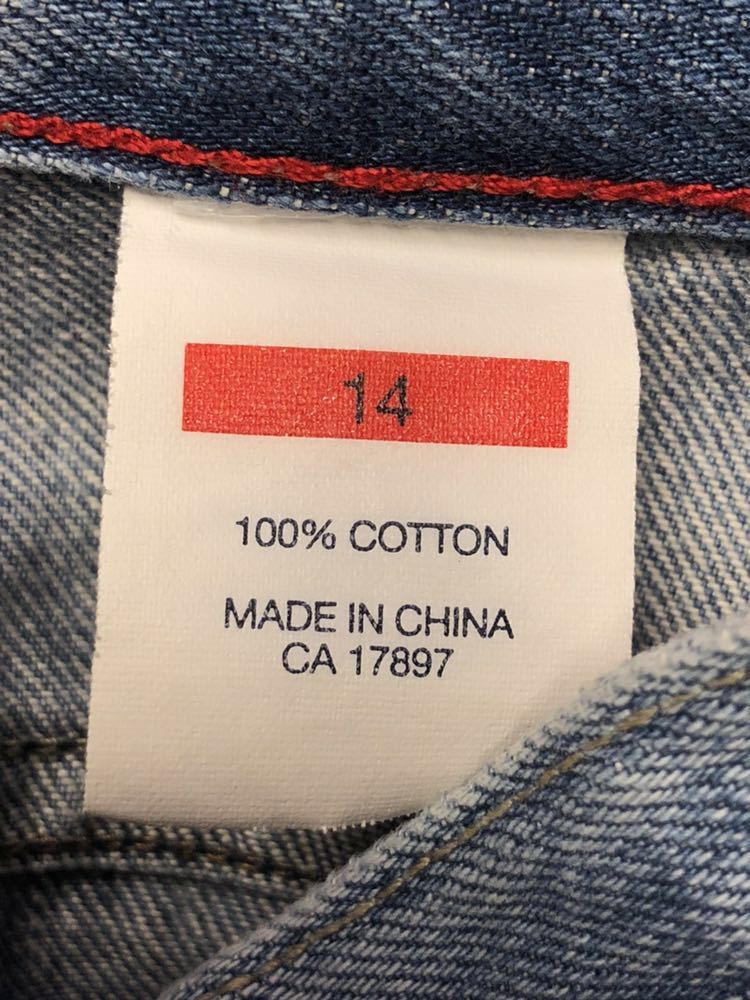 14
100% COTTON
MADE IN CHINA
CA 17897